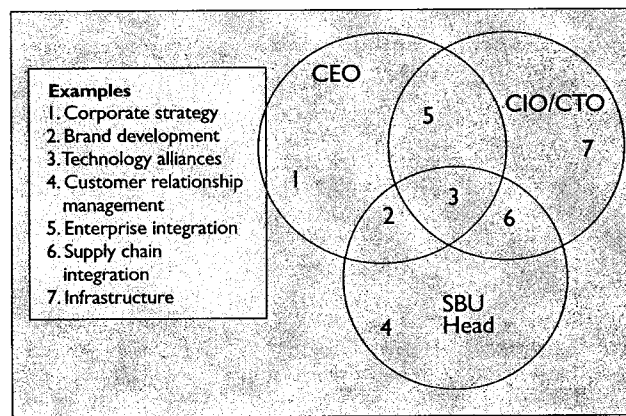 Examples
1. Corporate strategy
2. Brand development
3. Technology alliances
4. Customer relationship
management
5. Enterprise integration
6. Supply chain
integration
7. Infrastructure
CEO
CIO/CTO
5
7
1
3
2
6
SBU
Head
4